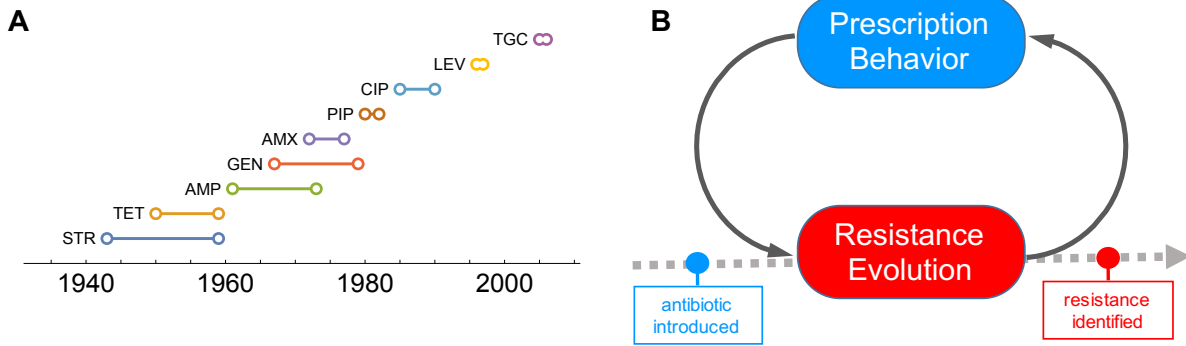 A
TGC
LEV
CIP
PIP
AMX
GEN
AMP
TET
STR
1940 1960 1980 2000
B
Prescription
Behavior
Resistance
Evolution
antibiotic
introduced
resistance
identified